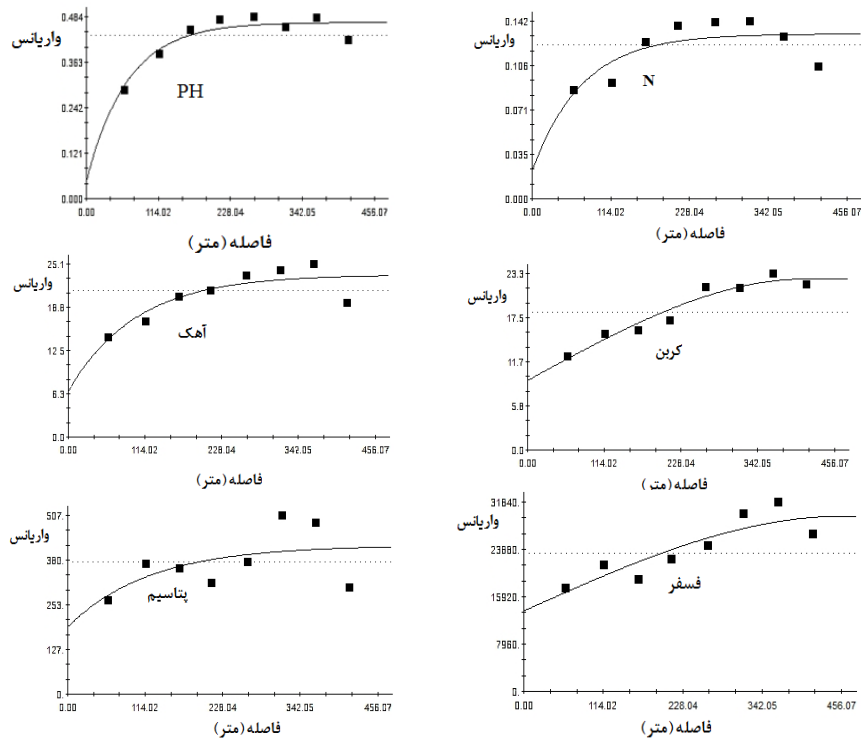 واریانس
0.484
0.363
0.242
0.121
0.000
PH
0.00 114.02 228.04 342.05 456.07
فاصله (متر)
واریانس
0.142
0.106
0.071
0.035
0.000
N
0.00 114.02 228.04 342.05 456.07
فاصله (متر)
واریانس
25.1
18.8
12.5
6.3
0.0
آهک
0.00 114.02 228.04 342.05 456.07
فاصله (متر)
واریانس
23.3
17.5
11.7
5.8
0.0
کربن
0.00 114.02 228.04 342.05 456.07
فاصله (متر)
واریانس
507.
380.
253.
127.
0.
پتاسیم
0.00 114.02 228.04 342.05 456.07
فاصله (متر)
واریانس
31840.
23880.
15920.
7960.
0.
فسفر
0.00 114.02 228.04 342.05 456.07
فاصله (متر)